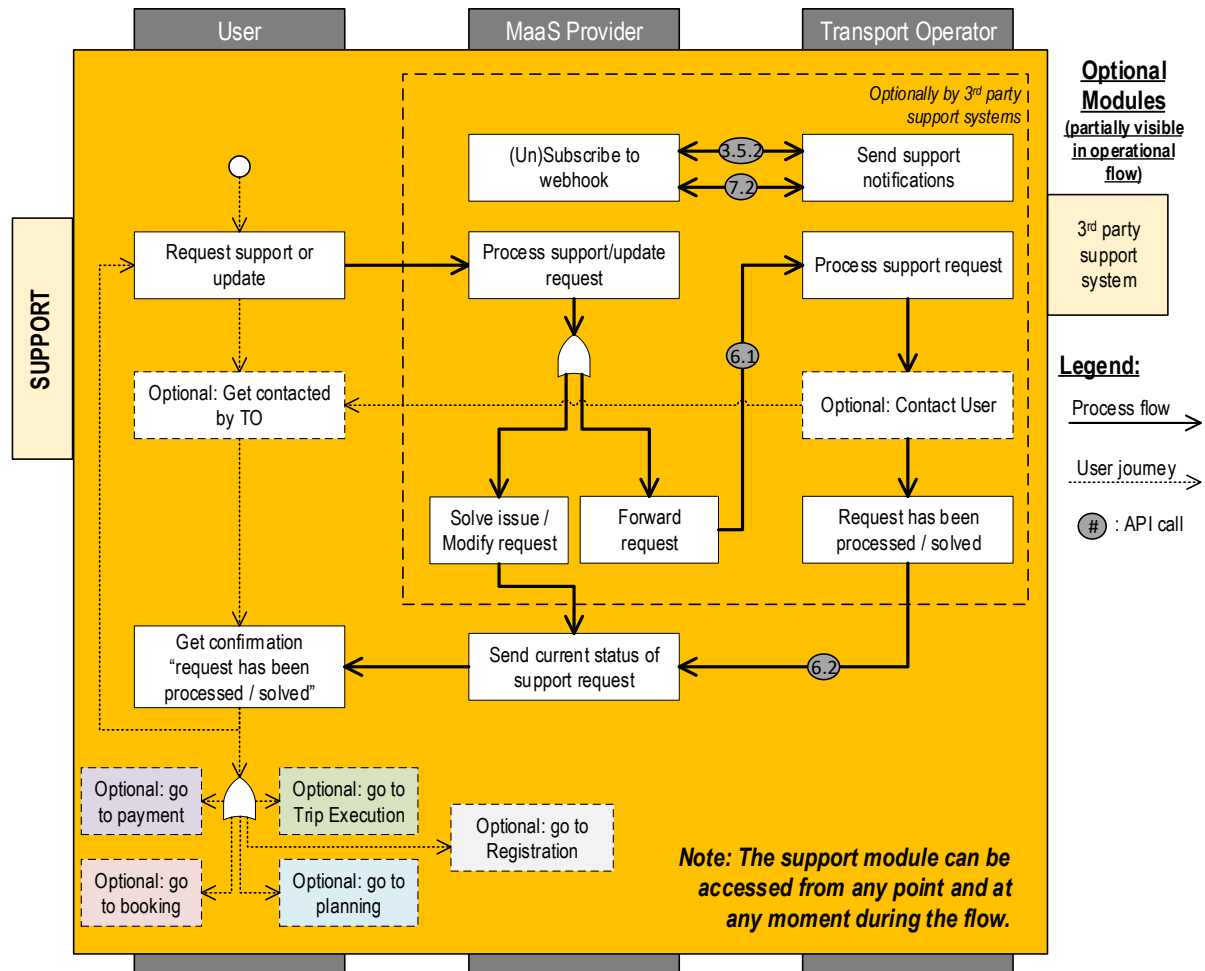 User
MaaS Provider
Transport Operator
Optional
Modules
(partially visible
in operational
flow)
Optionally by 3rd party
support systems
(Un)Subscribe to
webhook
3.5.2
7.2
Send support
notifications
3rd party
support
system
SUPPORT
Request support or
update
Process support/update
request
Process support request
6.1
Legend:
Process flow
User journey
# : API call
Optional: Get contacted
by TO
Optional: Contact User
Solve issue /
Modify request
Forward
request
Request has been
processed / solved
Get confirmation
“request has been
processed / solved”
Send current status of
support request
6.2
Optional: go
to payment
Optional: go to
Trip Execution
Optional: go to
Registration
Optional: go
to booking
Optional: go to
planning
Note: The support module can be
accessed from any point and at
any moment during the flow.